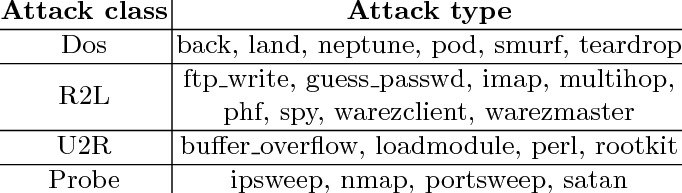 Attack class Attack type
Dos back, land, neptune, pod, smurf, teardrop
R2L ftp_write, guess_passwd, imap, multihop,
phf, spy, warezclient, warezmaster
U2R buffer_overflow, loadmodule, perl, rootkit
Probe ipsweep, nmap, portsweep, satan